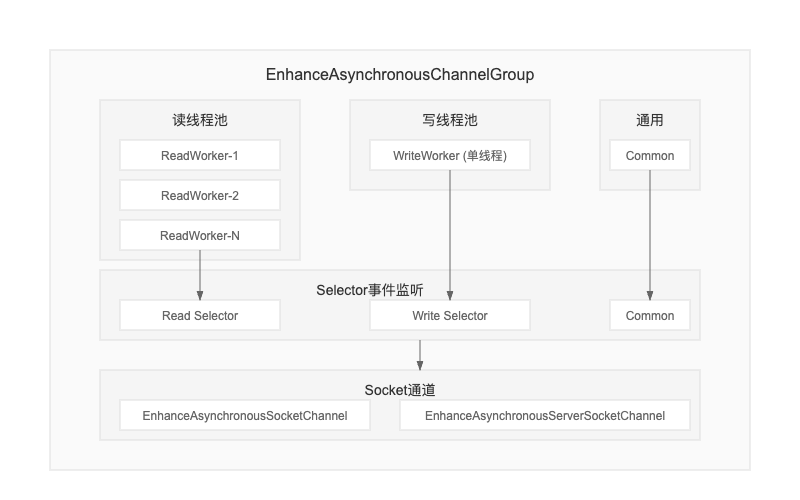 EnhanceAsynchronousChannelGroup
读线程池
ReadWorker-1
ReadWorker-2
ReadWorker-N
写线程池
WriteWorker (单线程)
通用
Common
Selector事件监听
Read Selector
Write Selector
Common
Socket通道
EnhanceAsynchronousSocketChannel
EnhanceAsynchronousServerSocketChannel